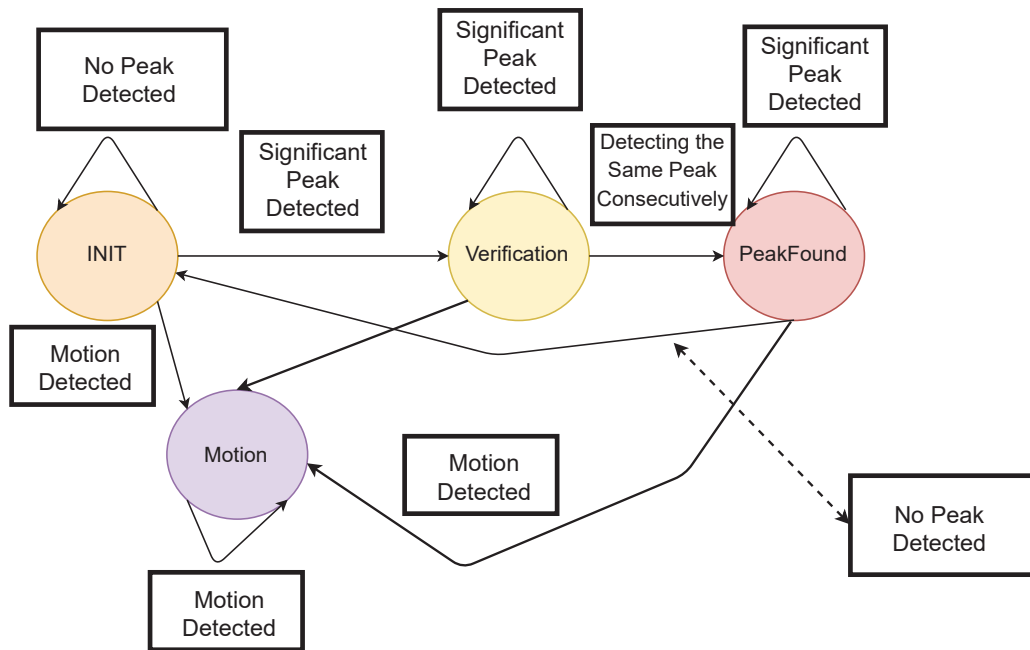 No Peak
Detected
Significant
Peak
Detected
Significant
Peak
Detected
Significant
Peak
Detected
Detecting the
Same Peak
Consecutively
INIT
Verification
PeakFound
Motion
Detected
Motion
Motion
Detected
No Peak
Detected
Motion
Detected